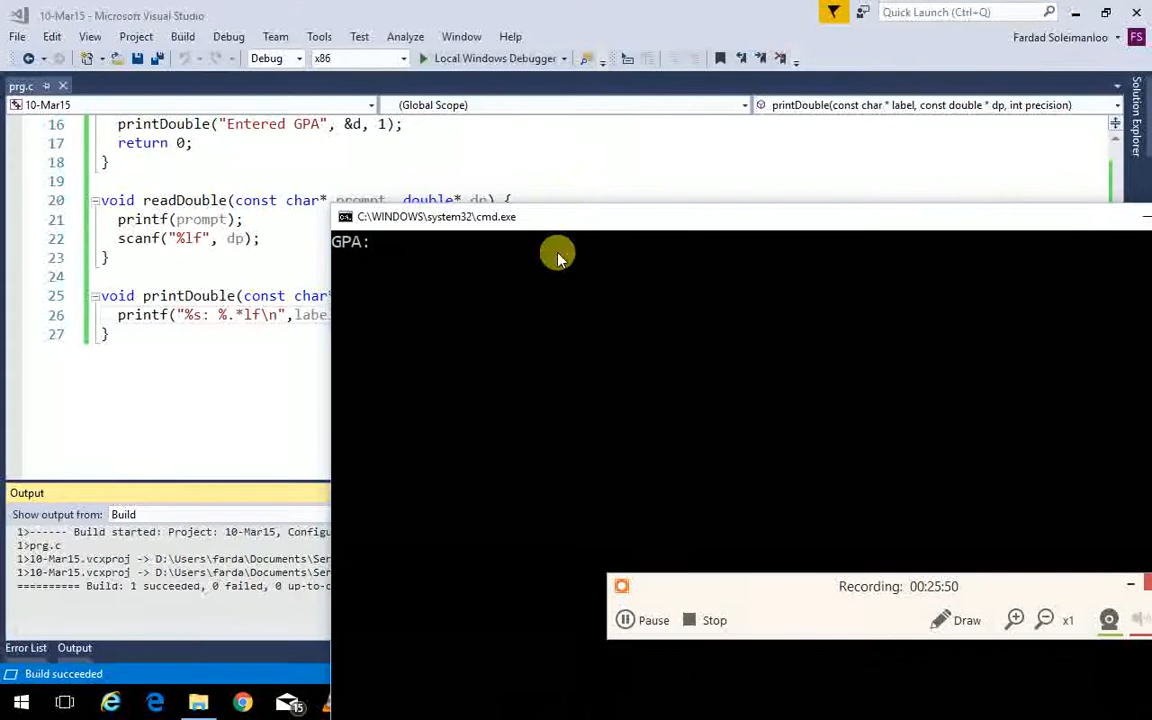 10-Mar15 - Microsoft Visual Studio
Quick Launch (Ctrl+Q)
File Edit View Project Build Debug Team Tools Test Analyze Window Help
Fardad Soleimanloo FS
Debug x86 Local Windows Debugger
prg.c
10-Mar15 (Global Scope) printDouble(const char * label, const double * dp, int precision)
Solution Explorer
16 printDouble("Entered GPA", &d, 1);
17 return 0;
18 }
19
20 void readDouble(const char* prompt, double* dp) {
21 printf(prompt);
22 scanf("%lf", dp);
23 }
24
25 void printDouble(const char*
26 printf("%s: %.*lf\n",labe
27 }
C:\WINDOWS\system32\cmd.exe
GPA:
Output
Show output from: Build
1>------ Build started: Project: 10-Mar15, Configu
1>prg.c
1>10-Mar15.vcxproj -> D:\Users\farda\Documents\Ser
1>10-Mar15.vcxproj -> D:\Users\farda\Documents\Ser
========== Build: 1 succeeded, 0 failed, 0 up-to-
Recording: 00:25:50
Pause Stop Draw x1
Error List Output
Build succeeded
15